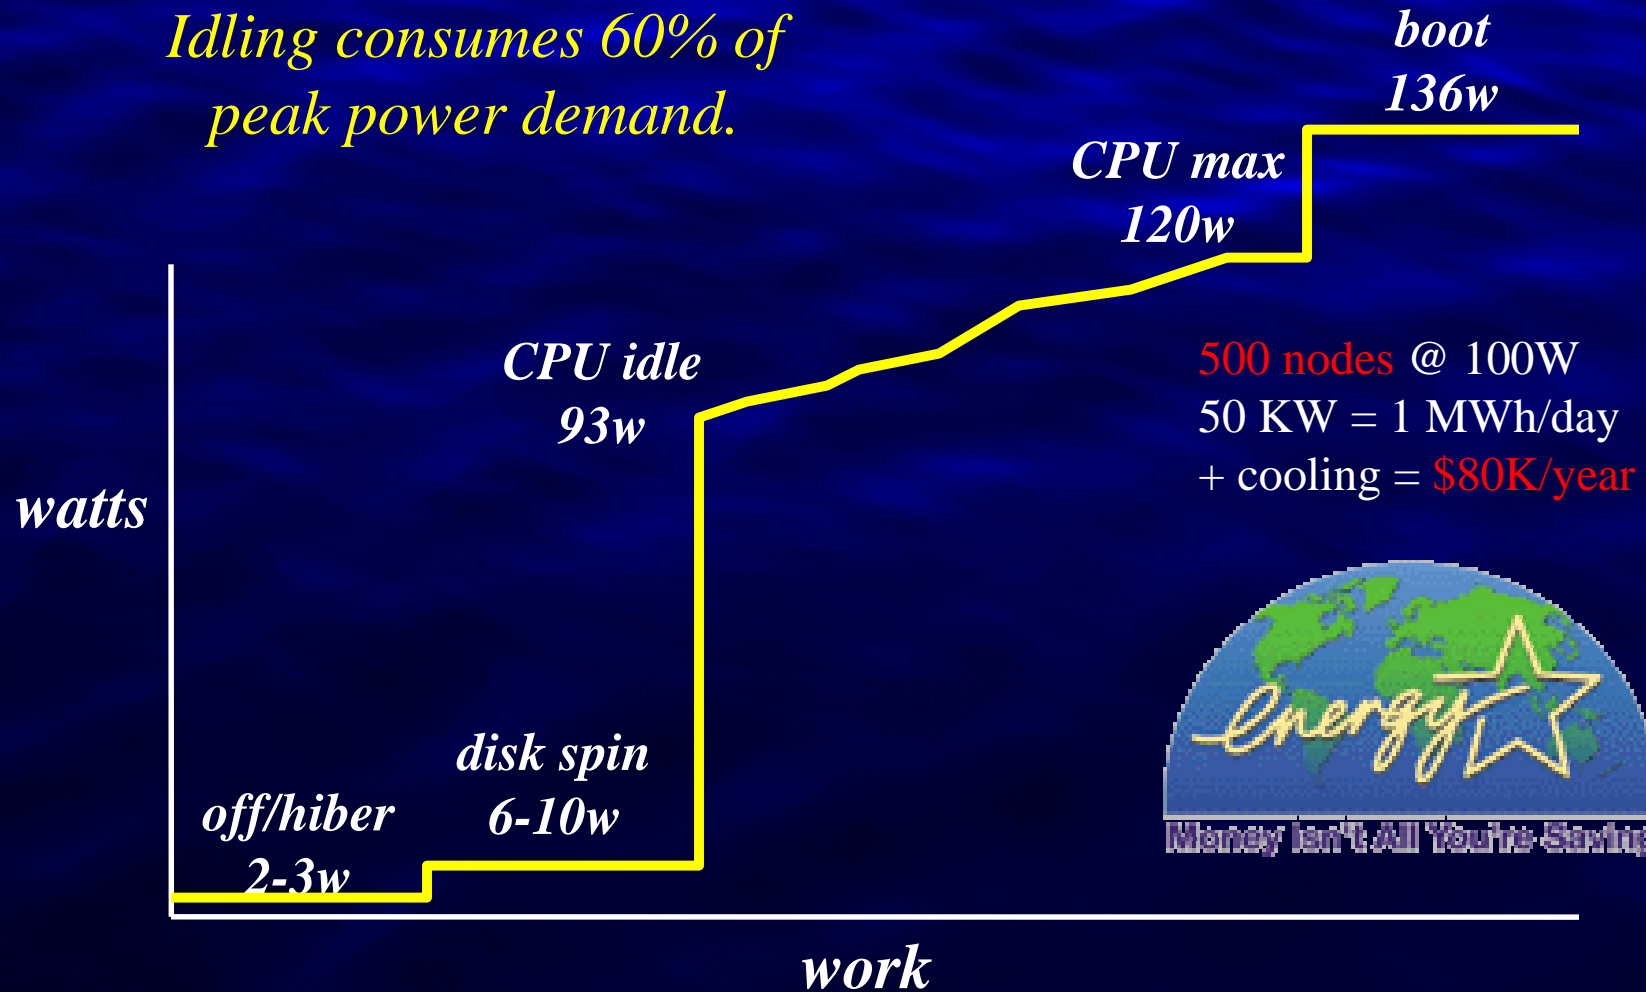 Idling consumes 60% of
peak power demand.
boot
136w
CPU max
120w
CPU idle
93w
500 nodes @ 100W
50 KW = 1 MWh/day
+ cooling = $80K/year
watts
disk spin
6-10w
off/hiber
2-3w
energy
Money Isn't All You're Saving
work